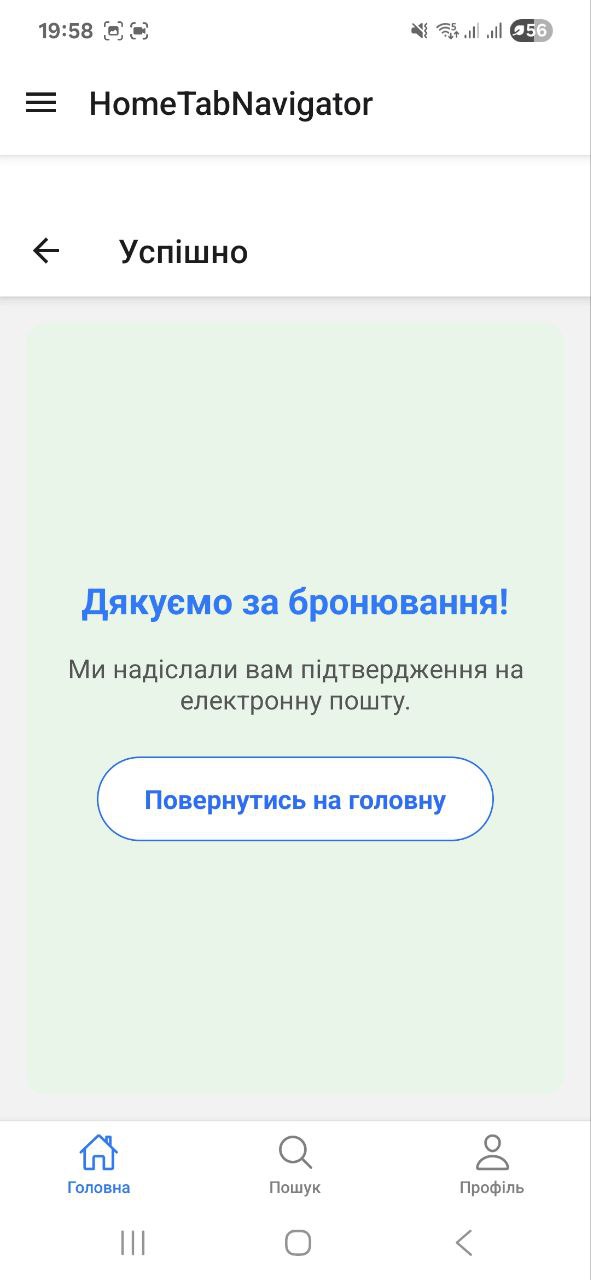 19:58
56
HomeTabNavigator
Успішно
Дякуємо за бронювання!
Ми надіслали вам підтвердження на
електронну пошту.
Повернутись на головну
Головна
Пошук
Профіль